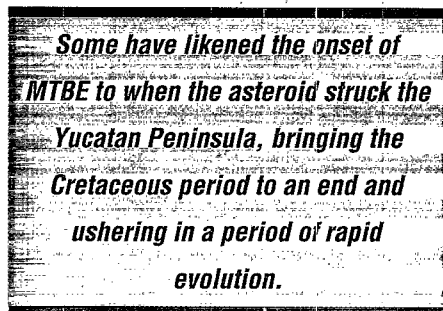 Some have likened the onset of
MTBE to when the asteroid struck the
Yucatan Peninsula, bringing the
Cretaceous period to an end and
ushering in a period of rapid
evolution.